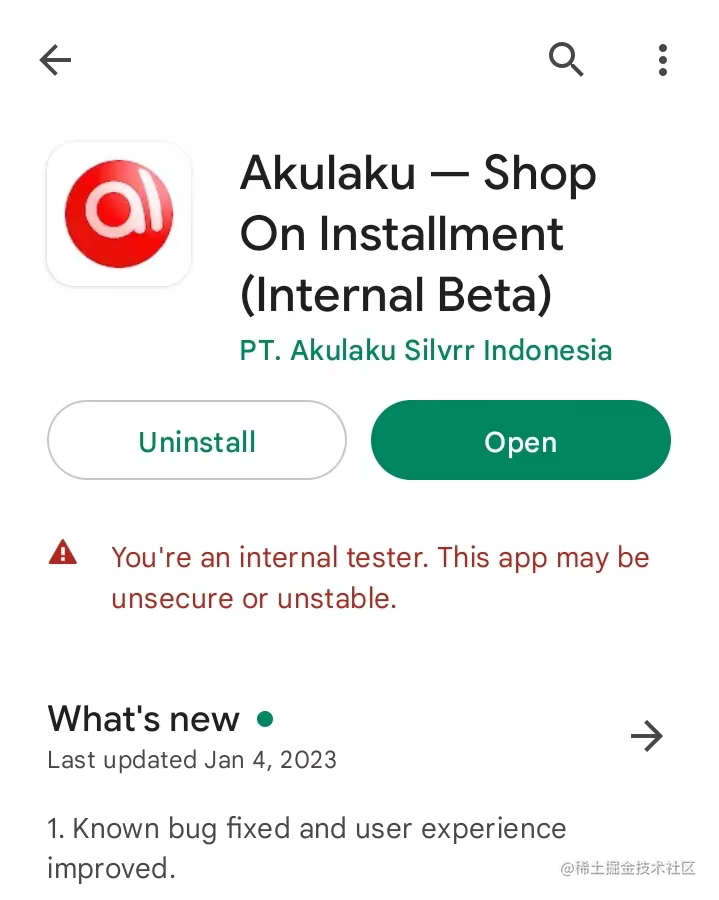 al
Akulaku — Shop
On Installment
(Internal Beta)
PT. Akulaku Silvrr Indonesia
Uninstall
Open
You're an internal tester. This app may be
unsecure or unstable.
What's new
Last updated Jan 4, 2023
1. Known bug fixed and user experience
improved.
@稀土掘金技术社区